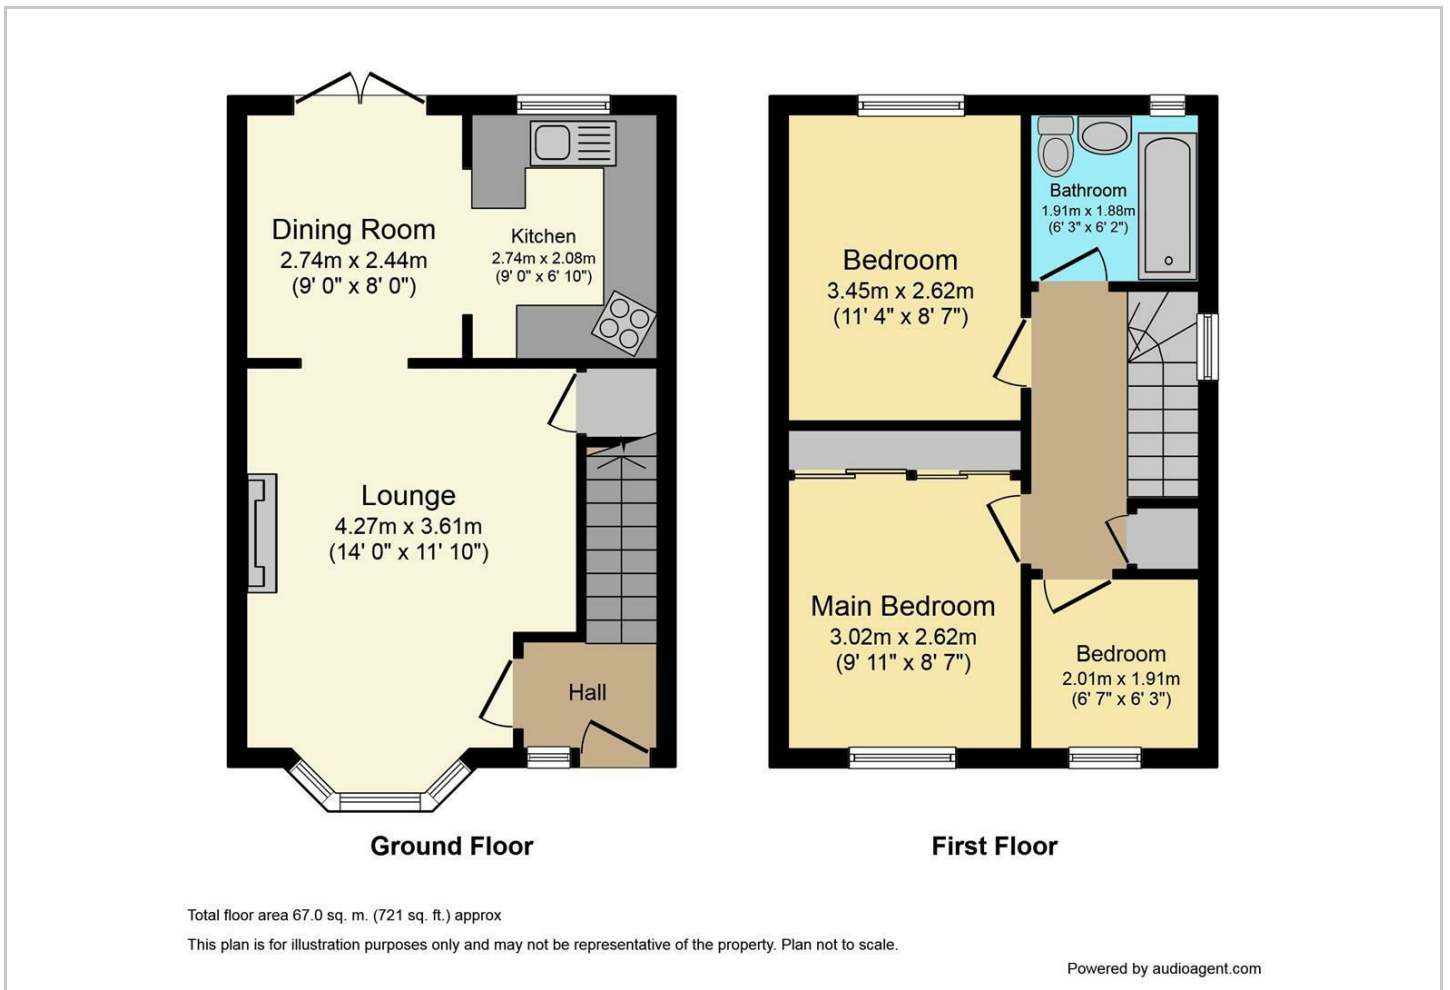 Dining Room
2.74m x 2.44m
(9' 0" x 8' 0")
Kitchen
2.74m x 2.08m
(9' 0" x 6' 10")
Lounge
4.27m x 3.61m
(14' 0" x 11' 10")
Hall
Ground Floor
Bathroom
1.91m x 1.88m
(6' 3" x 6' 2")
Bedroom
3.45m x 2.62m
(11' 4" x 8' 7")
Main Bedroom
3.02m x 2.62m
(9' 11" x 8' 7")
Bedroom
2.01m x 1.91m
(6' 7" x 6' 3")
First Floor
Total floor area 67.0 sq. m. (721 sq. ft.) approx
This plan is for illustration purposes only and may not be representative of the property. Plan not to scale.
Powered by audioagent.com